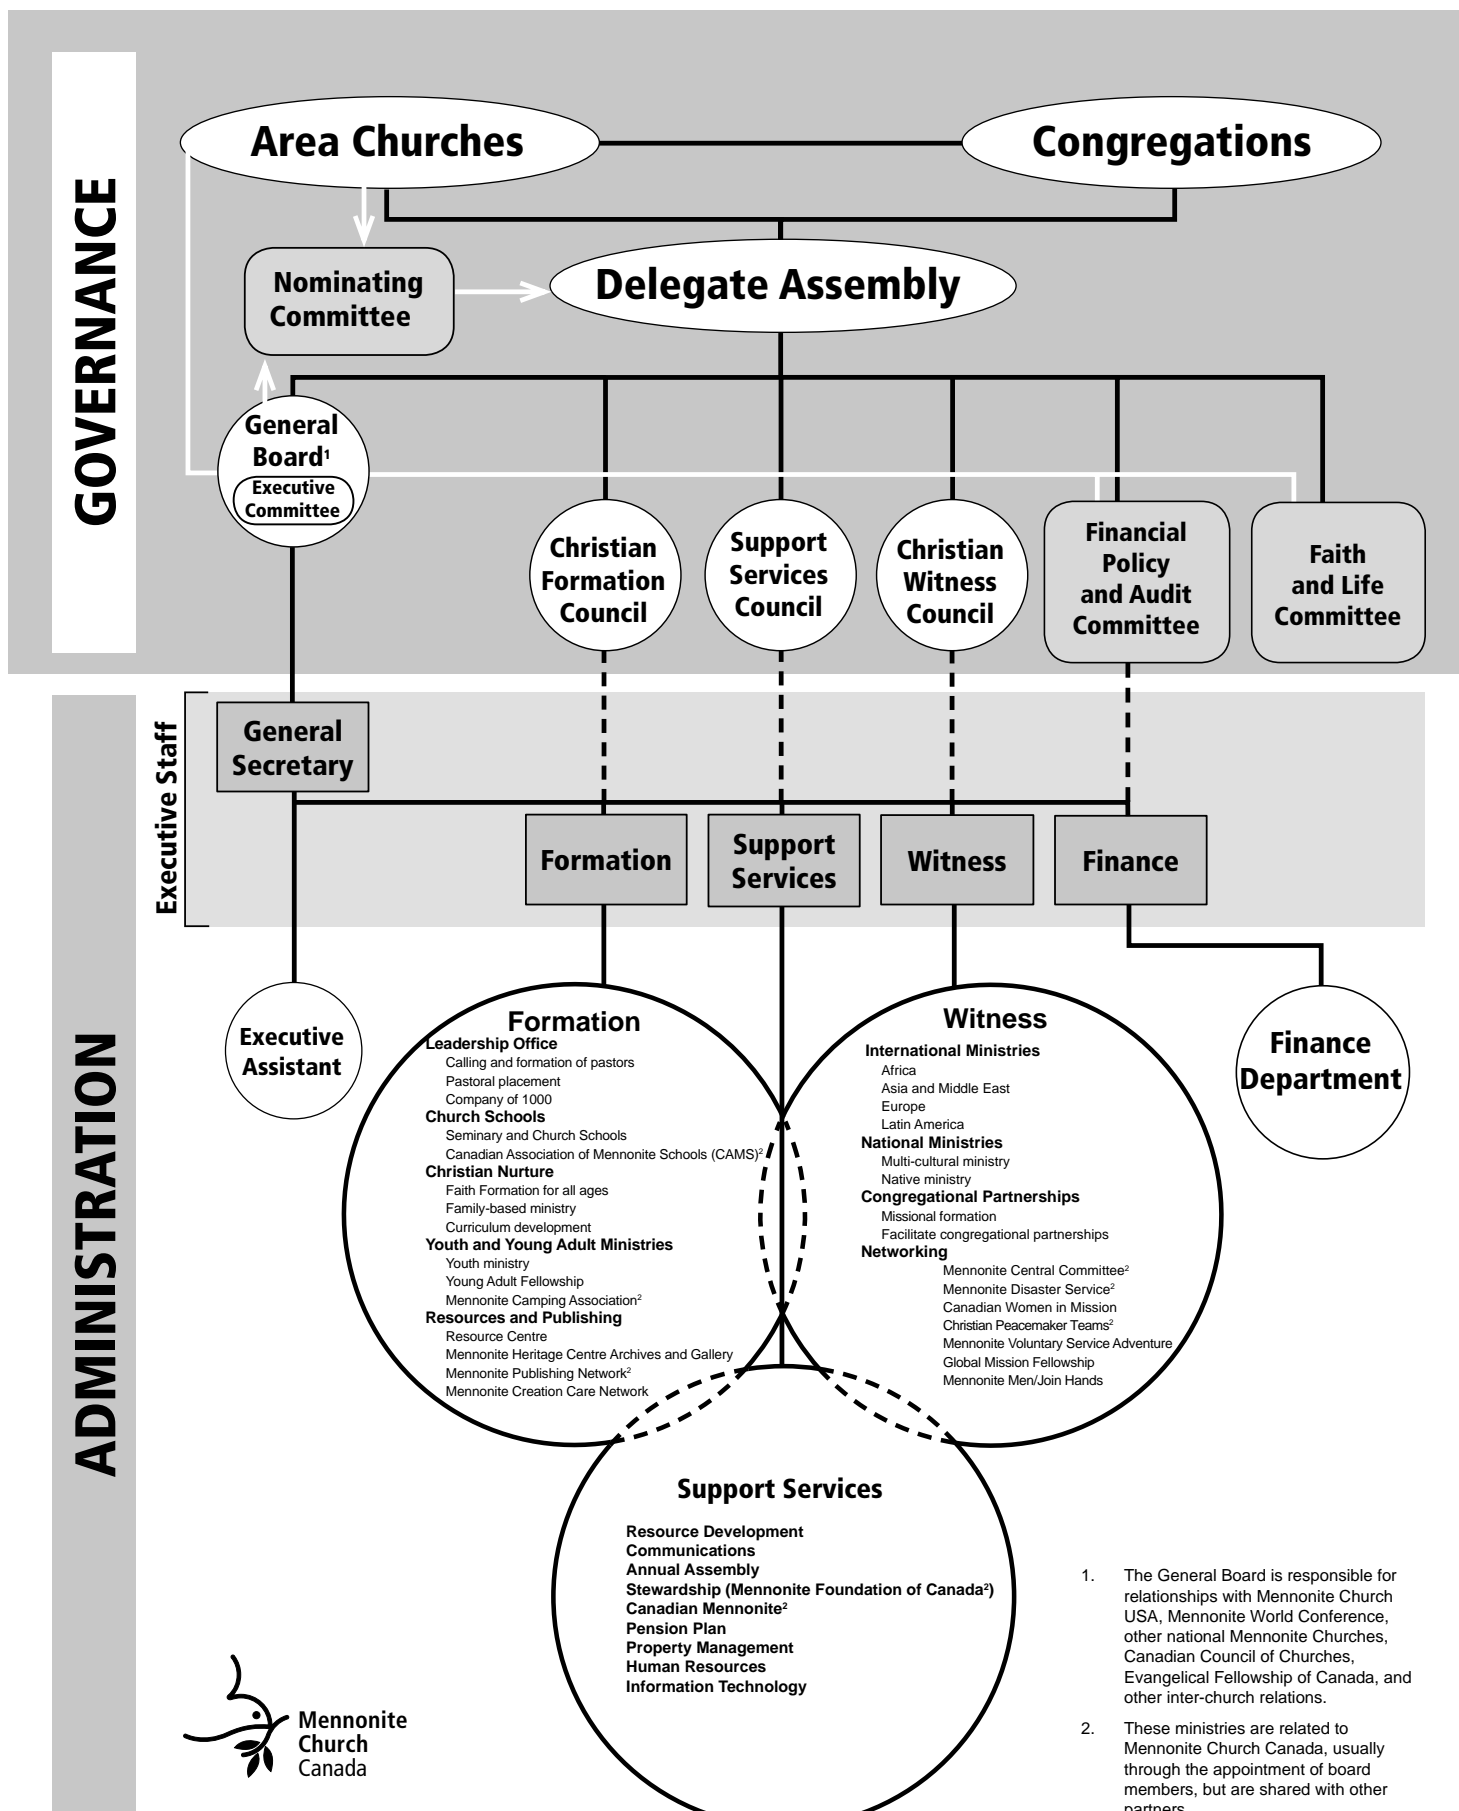 GOVERNANCE
Area Churches
Congregations
Nominating
Committee
Delegate Assembly
General
Board¹
Executive
Committee
Christian
Formation
Council
Support
Services
Council
Christian
Witness
Council
Financial
Policy
and Audit
Committee
Faith
and Life
Committee
ADMINISTRATION
Executive Staff
General
Secretary
Formation
Support
Services
Witness
Finance
Executive
Assistant
Formation
Leadership Office
Calling and formation of pastors
Pastoral placement
Company of 1000
Church Schools
Seminary and Church Schools
Canadian Association of Mennonite Schools (CAMS)²
Christian Nurture
Faith Formation for all ages
Family-based ministry
Curriculum development
Youth and Young Adult Ministries
Youth ministry
Young Adult Fellowship
Mennonite Camping Association²
Resources and Publishing
Resource Centre
Mennonite Heritage Centre Archives and Gallery
Mennonite Publishing Network²
Mennonite Creation Care Network
Witness
International Ministries
Africa
Asia and Middle East
Europe
Latin America
National Ministries
Multi-cultural ministry
Native ministry
Congregational Partnerships
Missional formation
Facilitate congregational partnerships
Networking
Mennonite Central Committee²
Mennonite Disaster Service²
Canadian Women in Mission
Christian Peacemaker Teams²
Mennonite Voluntary Service Adventure
Global Mission Fellowship
Mennonite Men/Join Hands
Finance
Department
Support Services
Resource Development
Communications
Annual Assembly
Stewardship (Mennonite Foundation of Canada²)
Canadian Mennonite²
Pension Plan
Property Management
Human Resources
Information Technology
Mennonite
Church
Canada
1. The General Board is responsible for
relationships with Mennonite Church
USA, Mennonite World Conference,
other national Mennonite Churches,
Canadian Council of Churches,
Evangelical Fellowship of Canada, and
other inter-church relations.
2. These ministries are related to
Mennonite Church Canada, usually
through the appointment of board
members, but are shared with other
partners